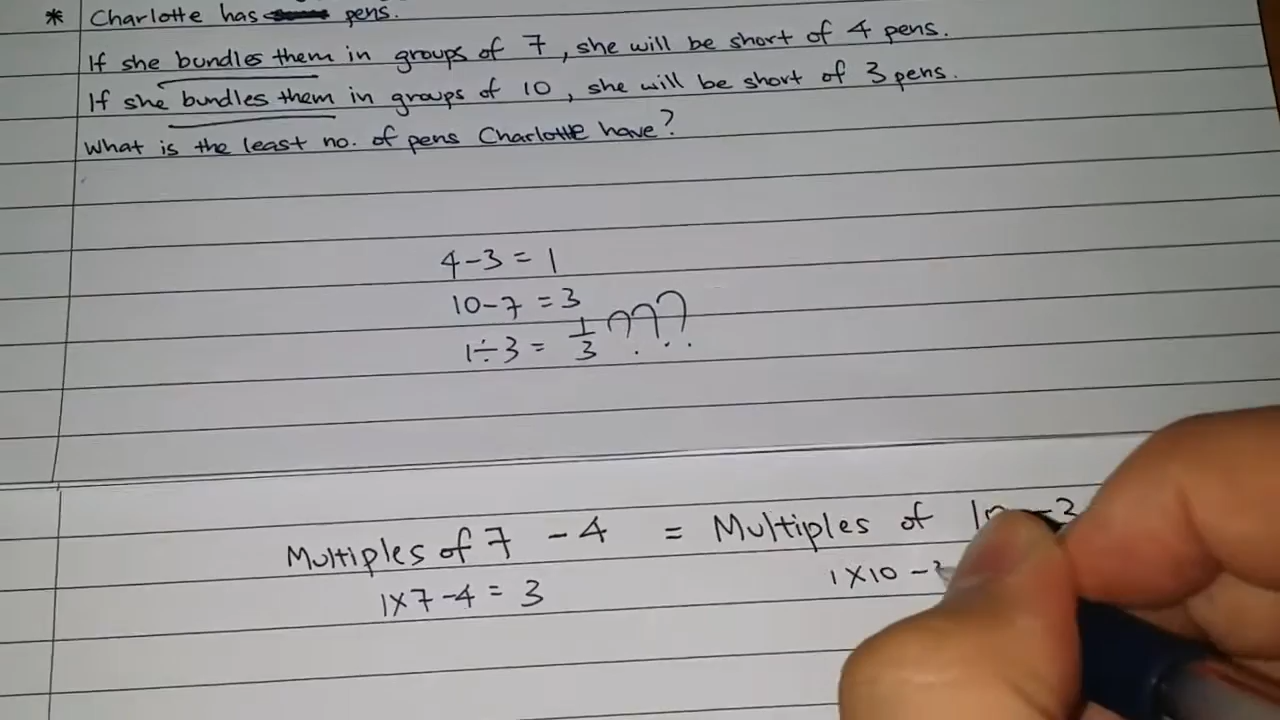 * Charlotte has pens.
If she bundles them in groups of 7, she will be short of 4 pens.
If she bundles them in groups of 10, she will be short of 3 pens.
What is the least no. of pens Charlotte have?
4-3 = 1
10-7 = 3
1÷3 = 1/3 ???
Multiples of 7 - 4 = Multiples of 10 - 3
1×7-4 = 3 1×10 -